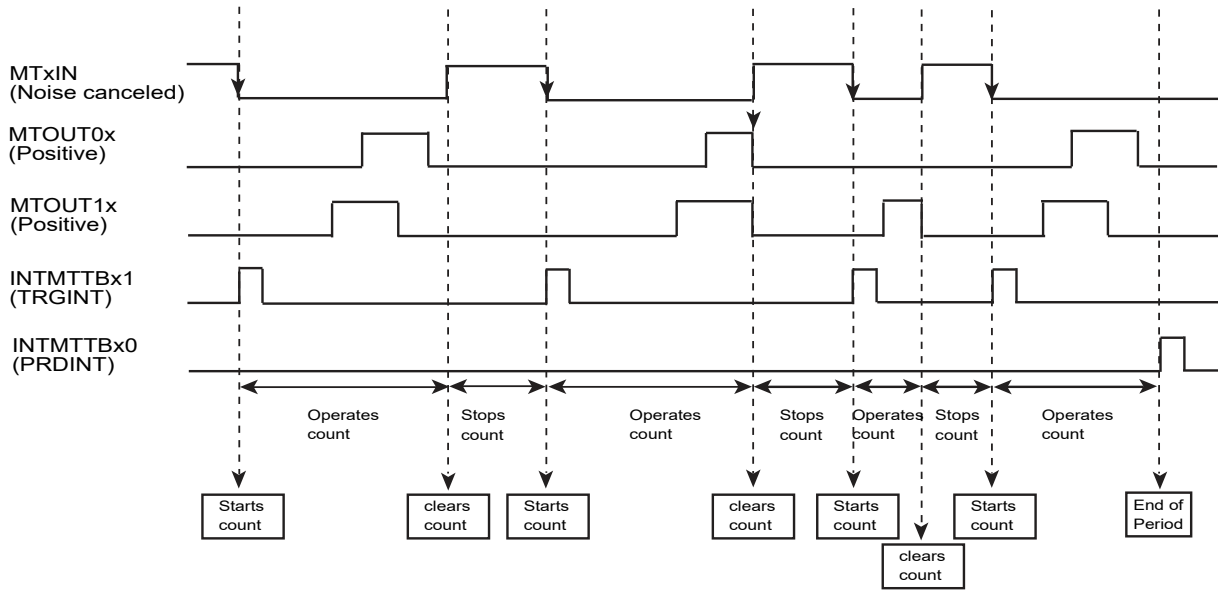 MTxIN
(Noise canceled)
MTOUT0x
(Positive)
MTOUT1x
(Positive)
INTMTTBx1
(TRGINT)
INTMTTBx0
(PRDINT)
Operates
count
Stops
count
Operates
count
Stops
count
Operates
count
Stops
count
Operates
count
Starts
count
clears
count
Starts
count
clears
count
Starts
count
clears
count
Starts
count
End of
Period